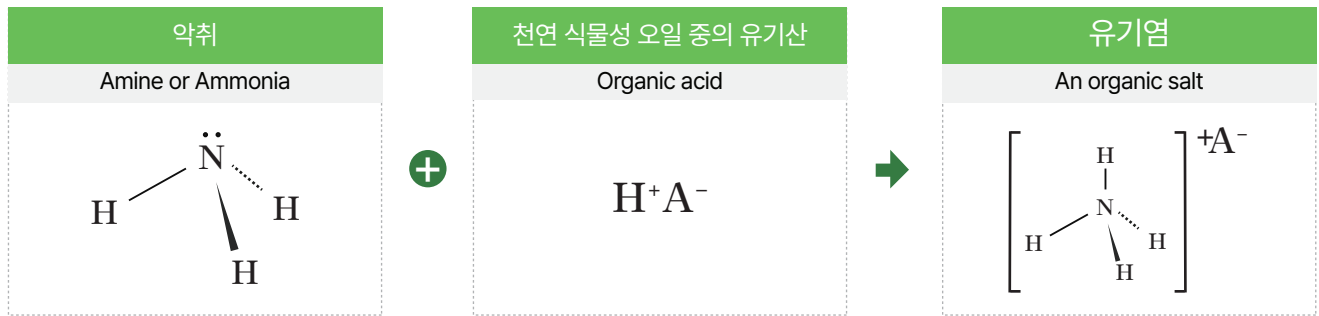 악취
Amine or Ammonia
N
H
H
H
천연 식물성 오일 중의 유기산
Organic acid
H⁺A⁻
유기염
An organic salt
+A⁻
H
N
H
H
H